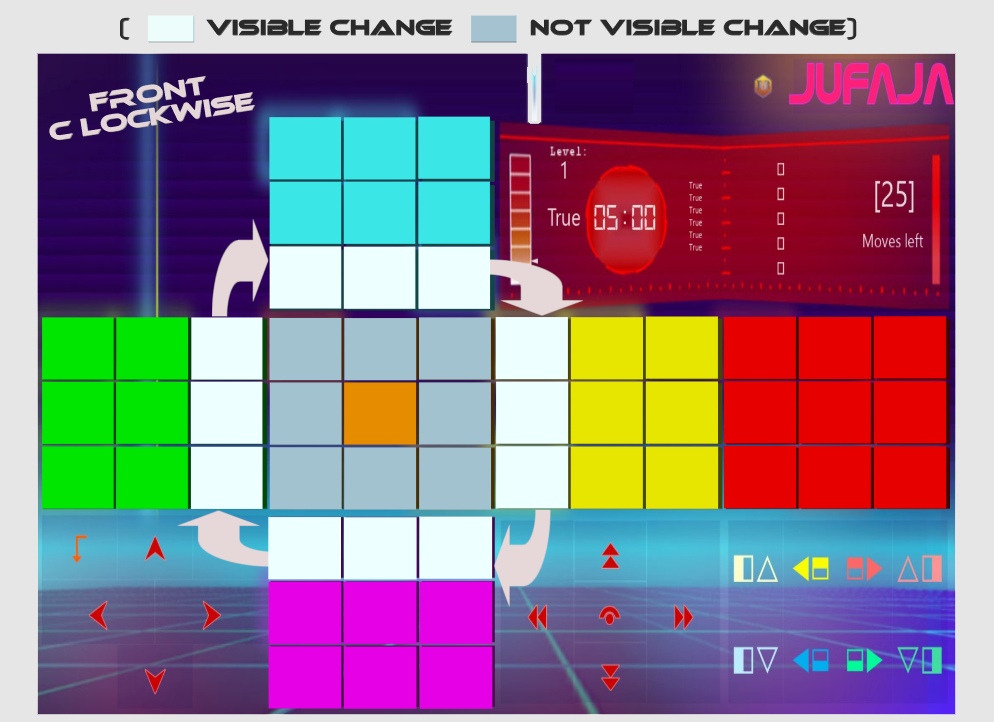 ( VISIBLE CHANGE NOT VISIBLE CHANGE)
FRONT
C LOCKWISE
JUFAJA
Level:
1
True
05:00
True
True
True
True
True
True
[25]
Moves left